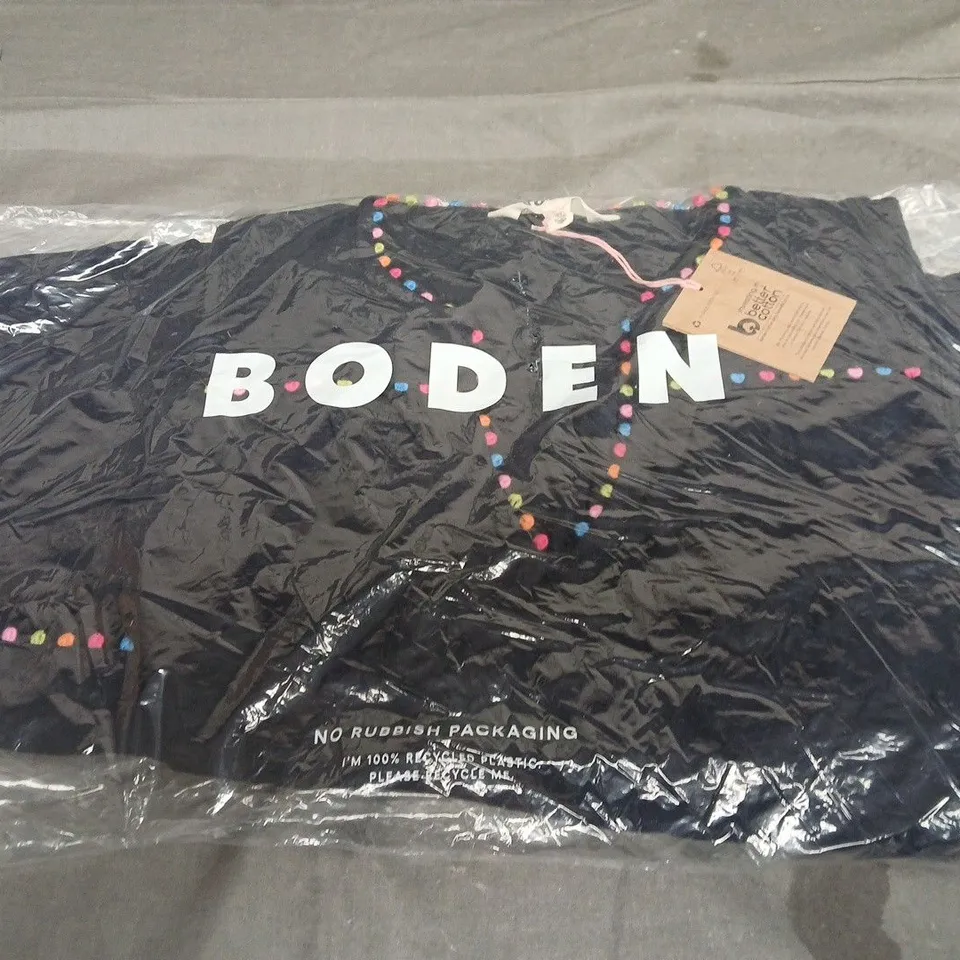 better
cotton
BODEN
NO RUBBISH PACKAGING
I'M 100% RECYCLED PLASTIC.
PLEASE RECYCLE ME.